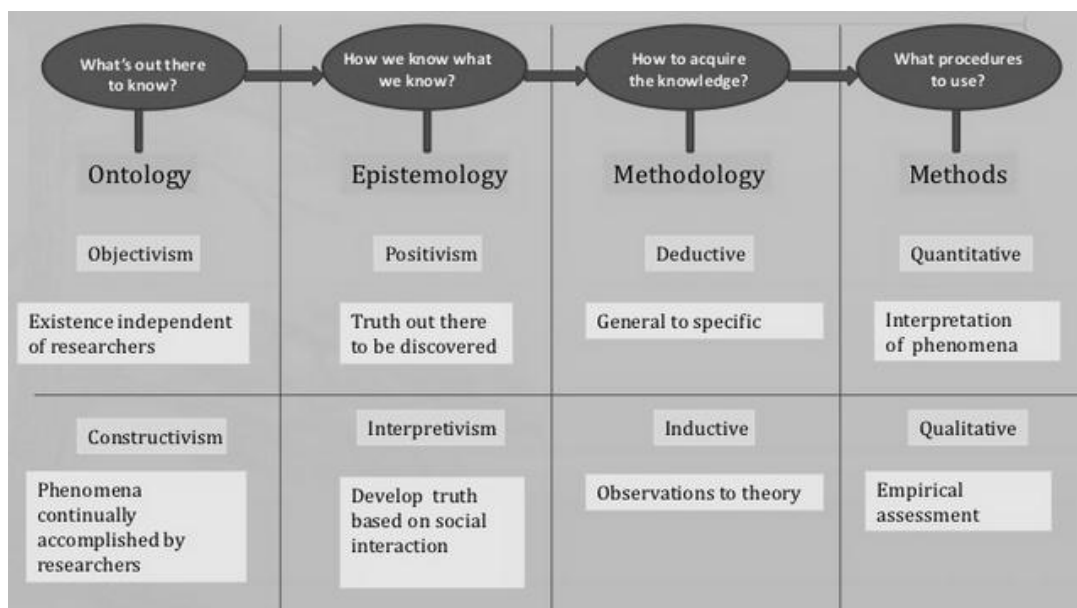 What's out there
to know?
How we know what
we know?
How to acquire
the knowledge?
What procedures
to use?
Ontology
Epistemology
Methodology
Methods
Objectivism
Positivism
Deductive
Quantitative
Existence independent
of researchers
Truth out there
to be discovered
General to specific
Interpretation
of phenomena
Constructivism
Interpretivism
Inductive
Qualitative
Phenomena
continually
accomplished by
researchers
Develop truth
based on social
interaction
Observations to theory
Empirical
assessment